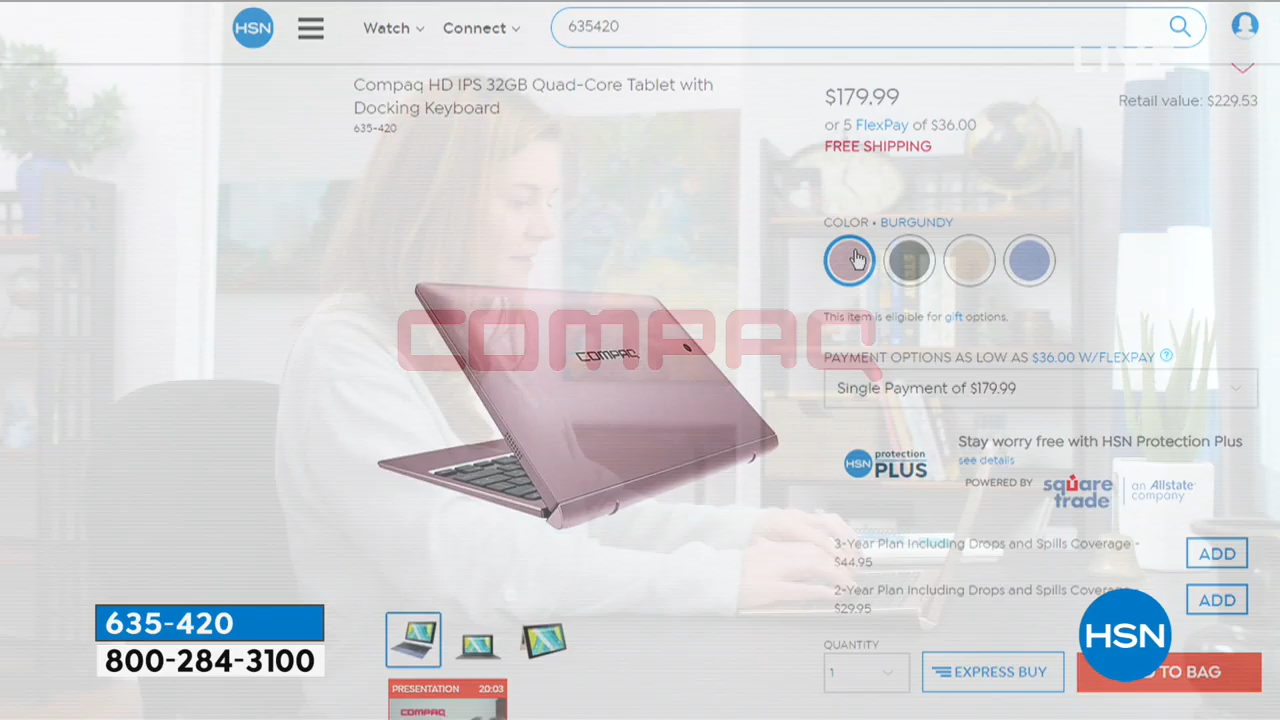 HSN
Watch
Connect
635420
Compaq HD IPS 32GB Quad-Core Tablet with
Docking Keyboard
635-420
$179.99
Retail value: $229.53
or 5 FlexPay of $36.00
FREE SHIPPING
COLOR • BURGUNDY
This item is eligible for gift options.
COMPAQ
COMPAQ
PAYMENT OPTIONS AS LOW AS $36.00 W/FLEXPAY ?
Single Payment of $179.99
Stay worry free with HSN Protection Plus
see details
HSN protection PLUS
POWERED BY
square trade
an Allstate company
3-Year Plan Including Drops and Spills Coverage -
$44.95
ADD
2-Year Plan Including Drops and Spills Coverage -
$29.95
ADD
635-420
800-284-3100
QUANTITY
1
EXPRESS BUY
HSN
TO BAG
PRESENTATION 20:03
COMPAQ